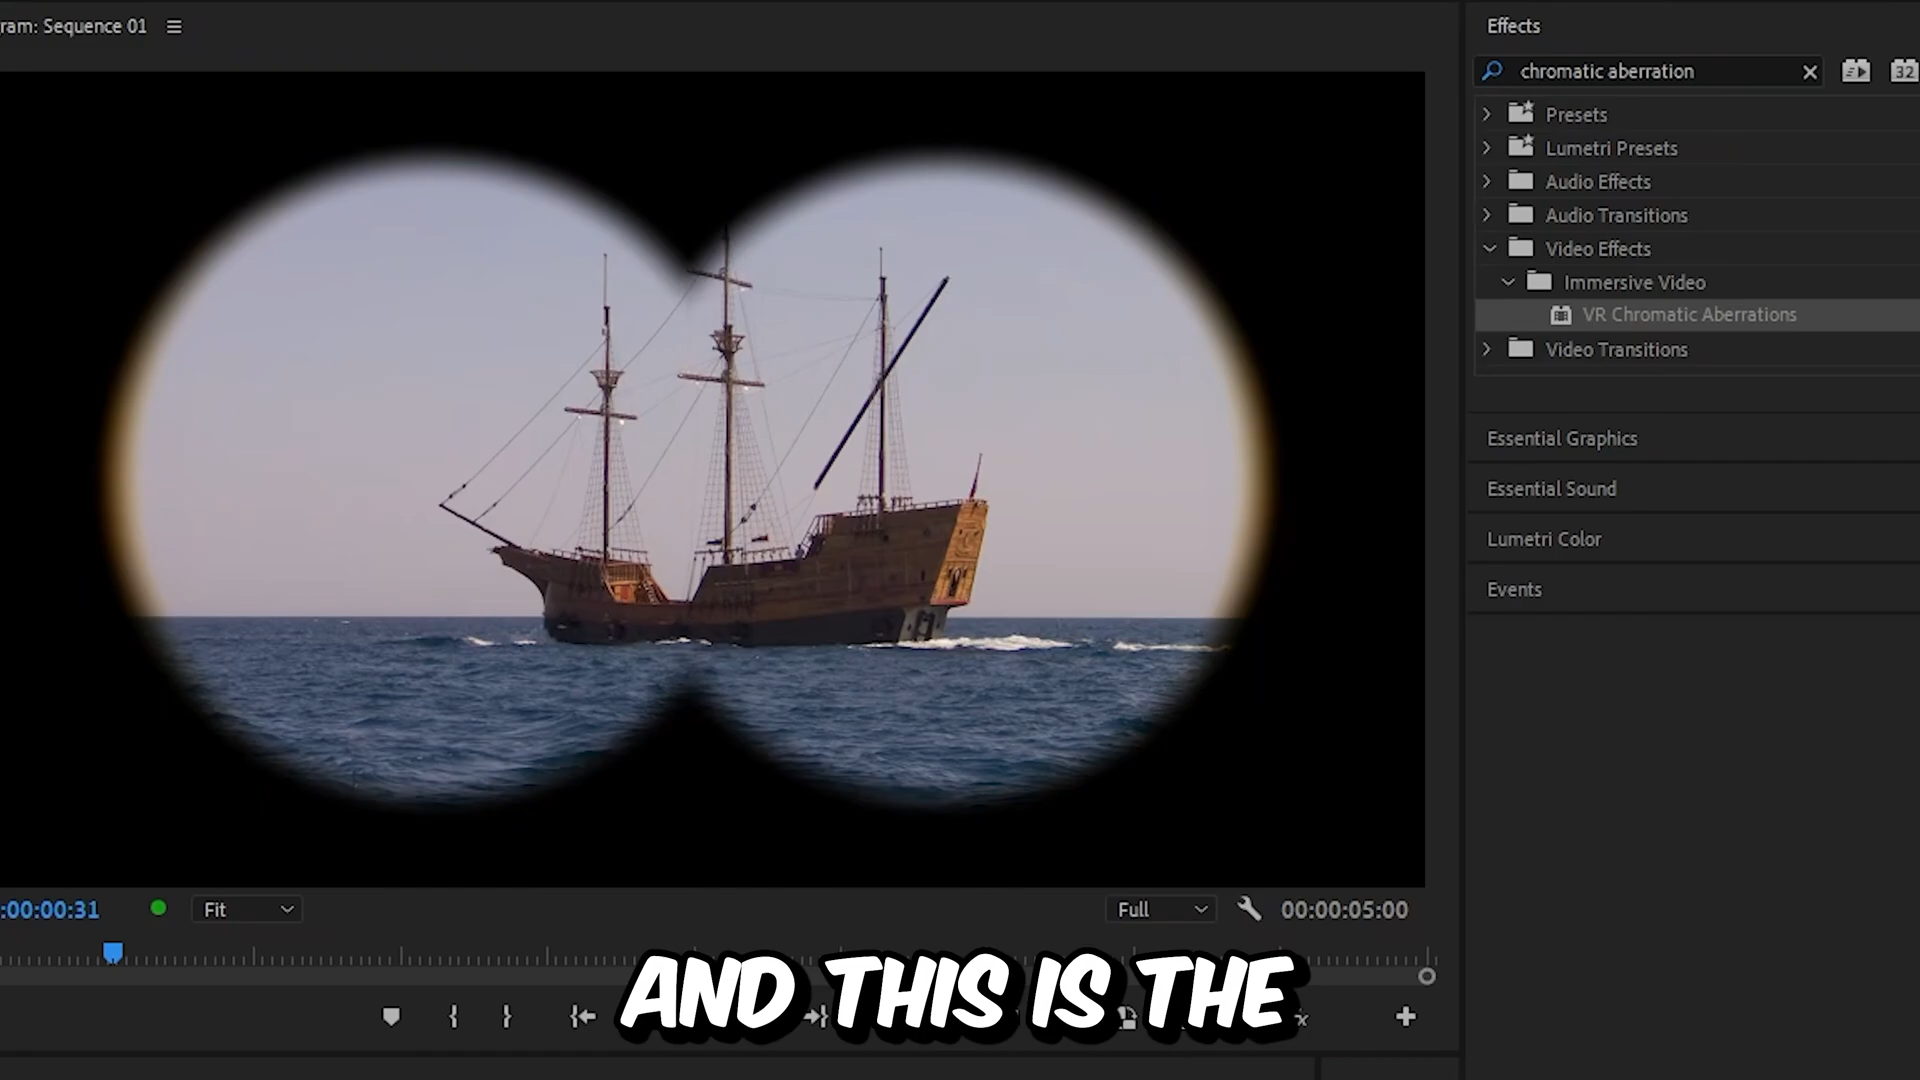 ram: Sequence 01
Effects
chromatic aberration
32
Presets
Lumetri Presets
Audio Effects
Audio Transitions
Video Effects
Immersive Video
VR Chromatic Aberrations
Video Transitions
Essential Graphics
Essential Sound
Lumetri Color
Events
:00:00:31
Fit
Full
00:00:05:00
AND THIS IS THE